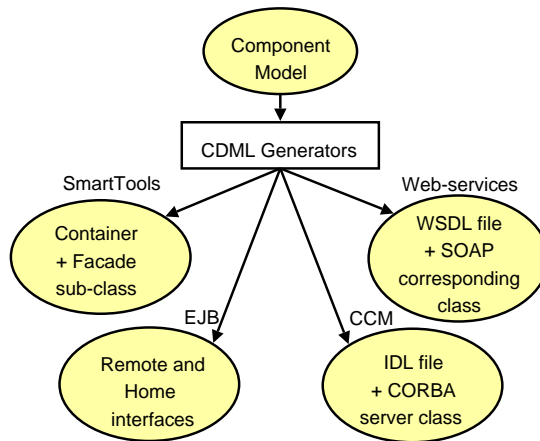 Component
Model
CDML Generators
SmartTools
Web-services
Container
+ Facade
sub-class
WSDL file
+ SOAP
corresponding
class
EJB
CCM
Remote and
Home
interfaces
IDL file
+ CORBA
server class